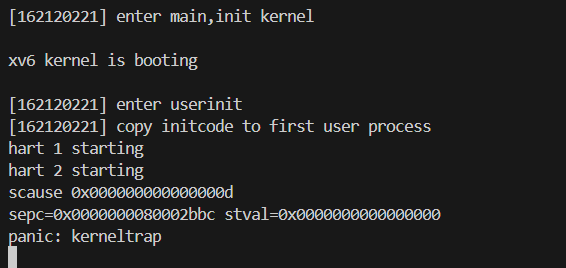 [162120221] enter main,init kernel
xv6 kernel is booting
[162120221] enter userinit
[162120221] copy initcode to first user process
hart 1 starting
hart 2 starting
scause 0x000000000000000d
sepc=0x0000000080002bbc stval=0x0000000000000000
panic: kerneltrap